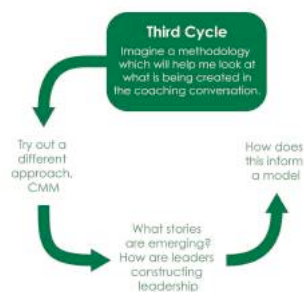 Third Cycle
Imagine a methodology
which will help me look at
what is being created in
the coaching conversation.
Try out a
different
approach,
CMM
What stories
are emerging?
How are leaders
constructing
leadership
How does
this inform
a model